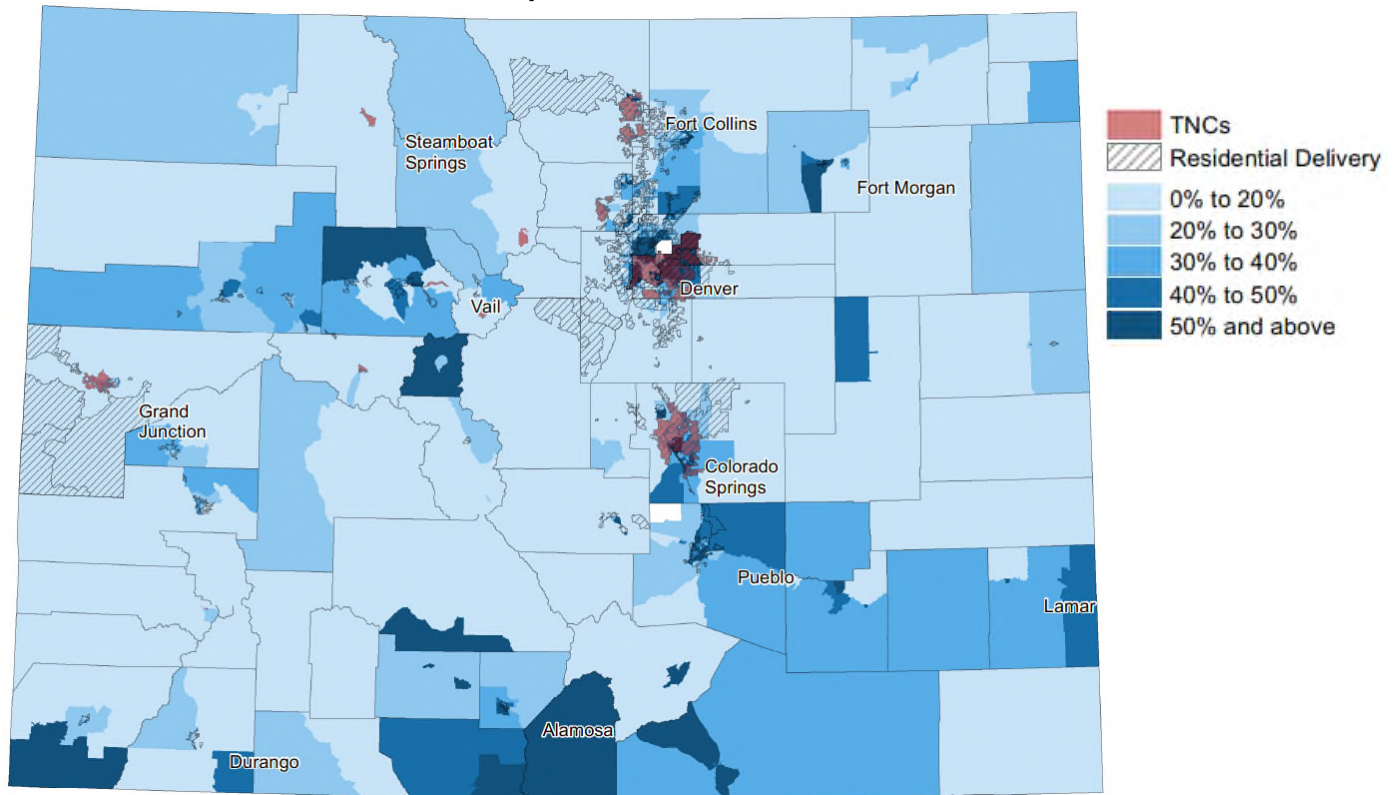 Fort Collins
Steamboat
Springs
Fort Morgan
Denver
Vail
Grand
Junction
Colorado
Springs
Pueblo
Lamar
Alamosa
Durango
TNCs
Residential Delivery
0% to 20%
20% to 30%
30% to 40%
40% to 50%
50% and above